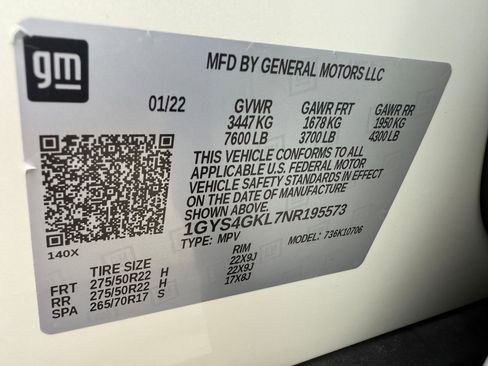 gm
MFD BY GENERAL MOTORS LLC
01/22 GVWR GAWR FRT GAWR RR
3447 KG 1678 KG 1950 KG
7600 LB 3700 LB 4300 LB
THIS VEHICLE CONFORMS TO ALL
APPLICABLE U.S. FEDERAL MOTOR
VEHICLE SAFETY STANDARDS IN EFFECT
ON THE DATE OF MANUFACTURE
1GYS4GKL7NR195573
TYPE: MPV MODEL: 736K10706
140X
TIRE SIZE RIM
FRT 275/50R22 H 22X9J
RR 275/50R22 H 22X9J
SPA 265/70R17 S 17X8J